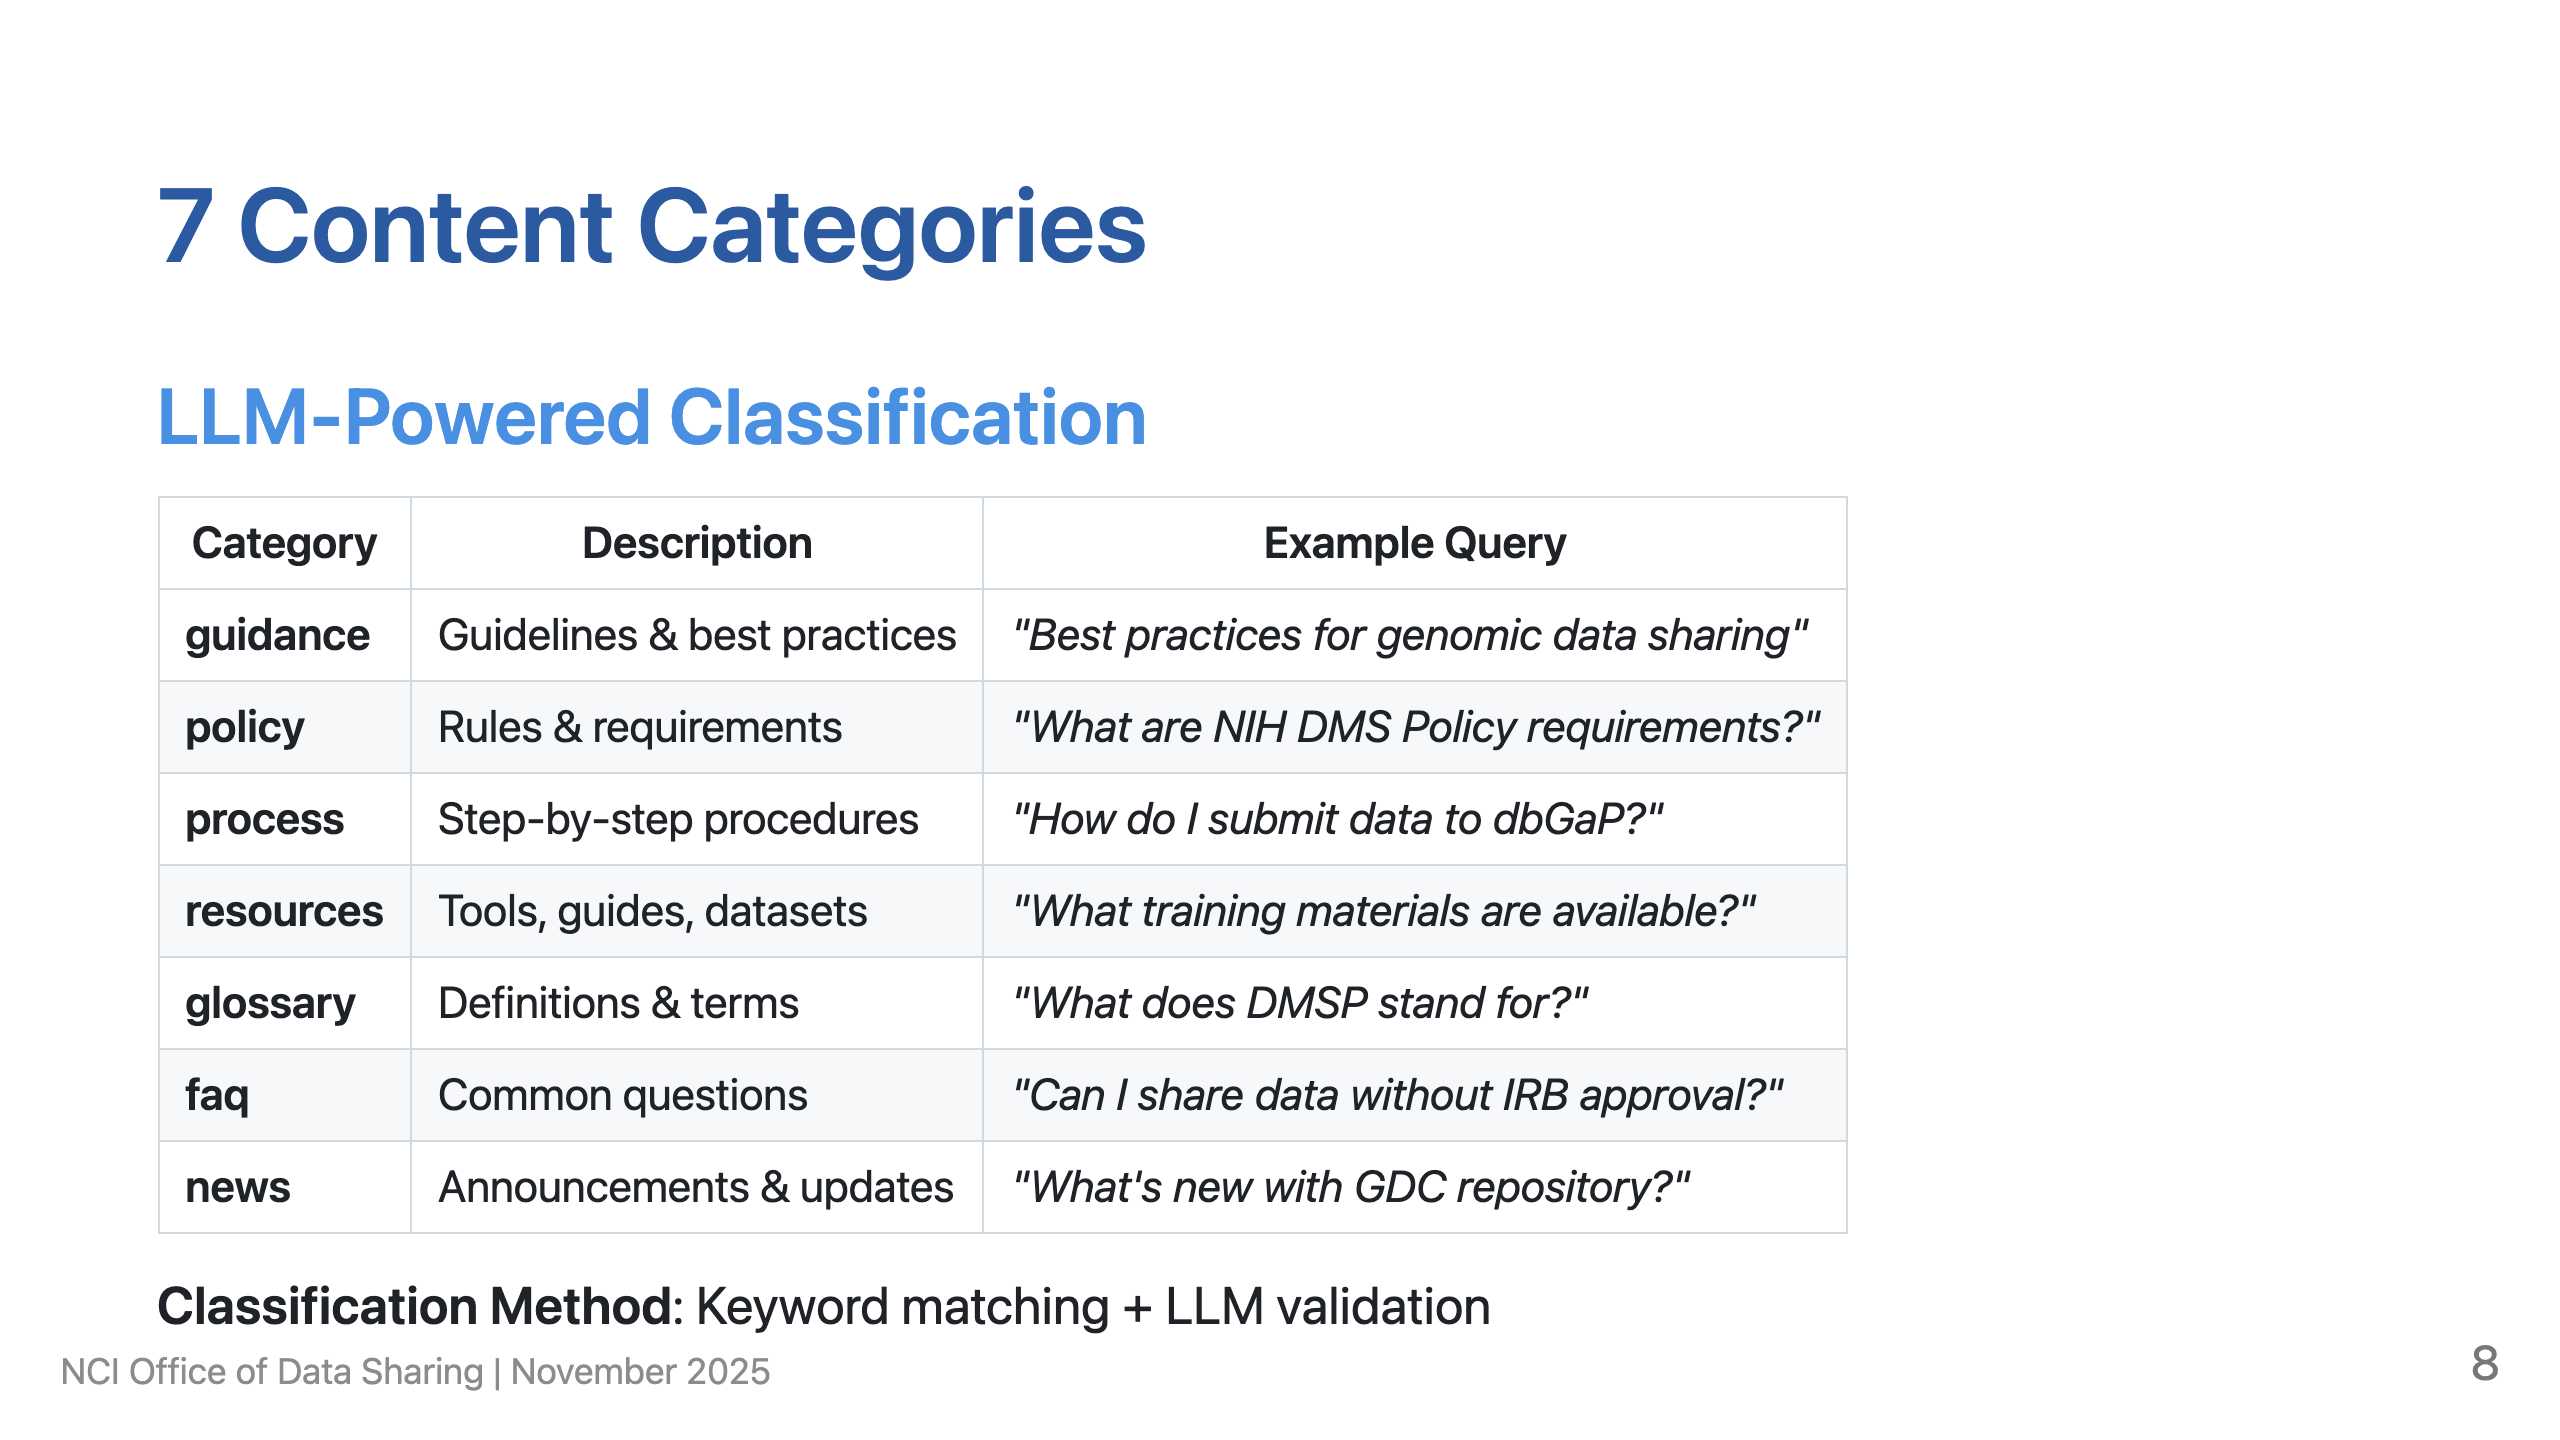 7 Content Categories
LLM-Powered Classification
Category Description Example Query
guidance Guidelines & best practices "Best practices for genomic data sharing"
policy Rules & requirements "What are NIH DMS Policy requirements?"
process Step-by-step procedures "How do I submit data to dbGaP?"
resources Tools, guides, datasets "What training materials are available?"
glossary Definitions & terms "What does DMSP stand for?"
faq Common questions "Can I share data without IRB approval?"
news Announcements & updates "What's new with GDC repository?"
Classification Method: Keyword matching + LLM validation
NCI Office of Data Sharing | November 2025
8